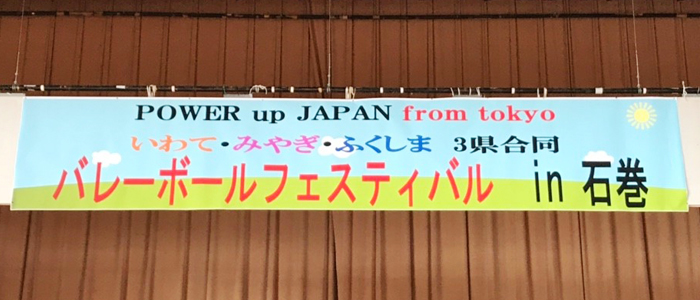 POWER up JAPAN from tokyo
いわて・みやぎ・ふくしま 3県合同
バレーボールフェスティバル in 石巻